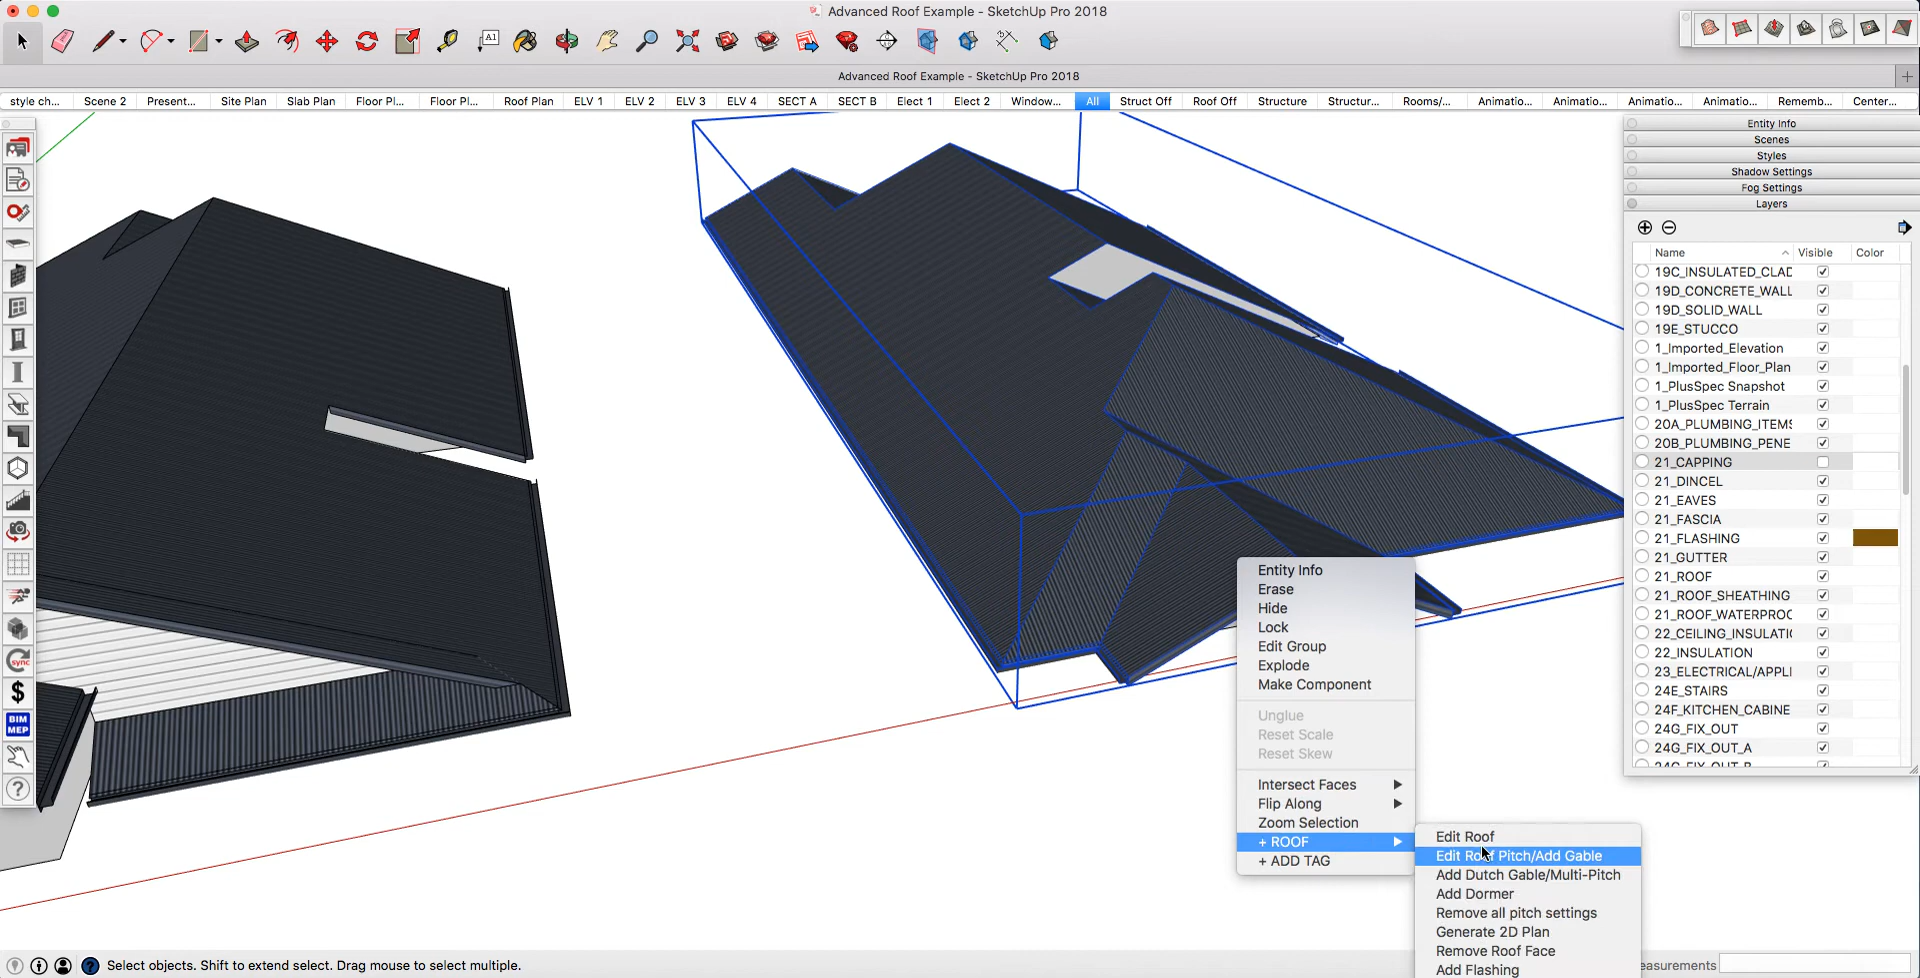 Advanced Roof Example - SketchUp Pro 2018
A1
Advanced Roof Example - SketchUp Pro 2018
style ch... Scene 2 Present... Site Plan Slab Plan Floor Pl... Floor Pl... Roof Plan ELV 1 ELV 2 ELV 3 ELV 4 SECT A SECT B Elect 1 Elect 2 Window... All Struct Off Roof Off Structure Structur... Rooms/... Animatio... Animatio... Animatio... Animatio... Rememb... Center...
Entity Info
Scenes
Styles
Shadow Settings
Fog Settings
Layers
Name Visible Color
19C_INSULATED_CLAD
19D_CONCRETE_WALL
19D_SOLID_WALL
19E_STUCCO
1_Imported_Elevation
1_Imported_Floor_Plan
1_PlusSpec Snapshot
1_PlusSpec Terrain
20A_PLUMBING_ITEMS
20B_PLUMBING_PENE
21_CAPPING
21_DINCEL
21_EAVES
21_FASCIA
21_FLASHING
21_GUTTER
21_ROOF
21_ROOF_SHEATHING
21_ROOF_WATERPROO
22_CEILING_INSULATI
22_INSULATION
23_ELECTRICAL/APPLI
24E_STAIRS
24F_KITCHEN_CABINE
24G_FIX_OUT
24G_FIX_OUT_A
24G_FIX_OUT_B
sync
$
BIM
MEP
?
Entity Info
Erase
Hide
Lock
Edit Group
Explode
Make Component
Unglue
Reset Scale
Reset Skew
Intersect Faces
Flip Along
Zoom Selection
+ ROOF
+ ADD TAG
Edit Roof
Edit Roof Pitch/Add Gable
Add Dutch Gable/Multi-Pitch
Add Dormer
Remove all pitch settings
Generate 2D Plan
Remove Roof Face
Add Flashing
Select objects. Shift to extend select. Drag mouse to select multiple.
easurements